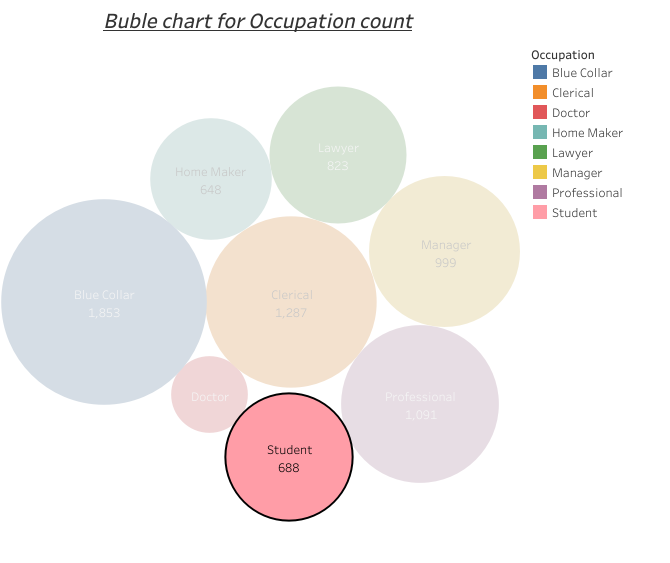 Buble chart for Occupation count
Occupation
Blue Collar
Clerical
Doctor
Home Maker
Lawyer
Manager
Professional
Student
Lawyer
823
Home Maker
648
Manager
999
Blue Collar
1,853
Clerical
1,287
Doctor
Professional
1,091
Student
688